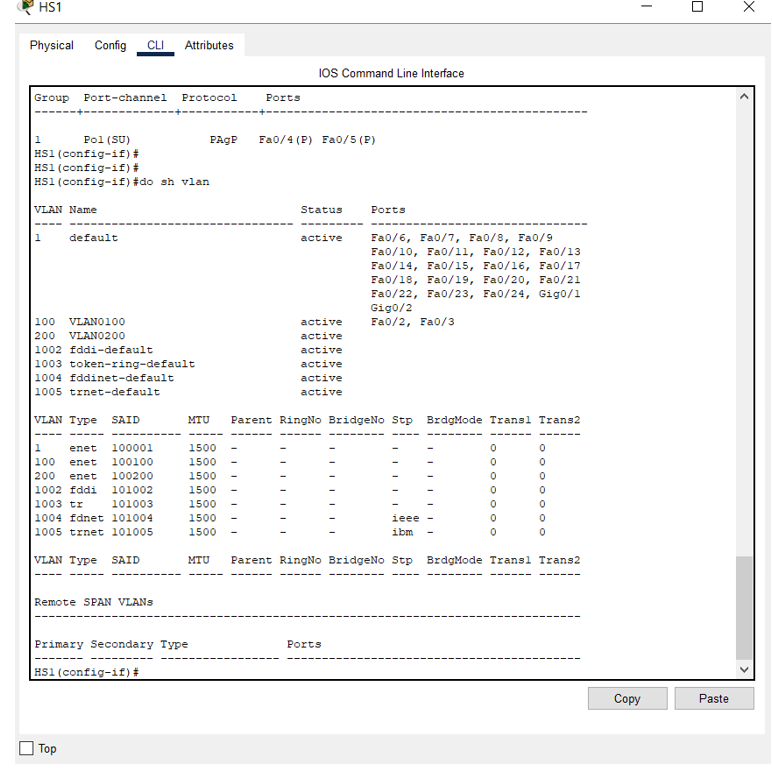 HS1
Physical Config CLI Attributes
IOS Command Line Interface
Group  Port-channel  Protocol    Ports
------+-------------+-----------+----------------------------------------------
1      Po1(SU)           PAgP   Fa0/4(P) Fa0/5(P)
HS1(config-if)#
HS1(config-if)#
HS1(config-if)#do sh vlan
VLAN Name                             Status    Ports
---- -------------------------------- --------- -------------------------------
1    default                          active    Fa0/6, Fa0/7, Fa0/8, Fa0/9
                                                Fa0/10, Fa0/11, Fa0/12, Fa0/13
                                                Fa0/14, Fa0/15, Fa0/16, Fa0/17
                                                Fa0/18, Fa0/19, Fa0/20, Fa0/21
                                                Fa0/22, Fa0/23, Fa0/24, Gig0/1
                                                Gig0/2
100  VLAN0100                         active    Fa0/2, Fa0/3
200  VLAN0200                         active
1002 fddi-default                     active
1003 token-ring-default               active
1004 fddinet-default                  active
1005 trnet-default                    active
VLAN Type  SAID       MTU   Parent RingNo BridgeNo Stp  BrdgMode Trans1 Trans2
---- ----- ---------- ----- ------ ------ -------- ---- -------- ------ ------
1    enet  100001     1500  -      -      -        -    -        0      0
100  enet  100100     1500  -      -      -        -    -        0      0
200  enet  100200     1500  -      -      -        -    -        0      0
1002 fddi  101002     1500  -      -      -        -    -        0      0
1003 tr    101003     1500  -      -      -        -    -        0      0
1004 fdnet 101004     1500  -      -      -        ieee -        0      0
1005 trnet 101005     1500  -      -      -        ibm  -        0      0
VLAN Type  SAID       MTU   Parent RingNo BridgeNo Stp  BrdgMode Trans1 Trans2
---- ----- ---------- ----- ------ ------ -------- ---- -------- ------ ------
Remote SPAN VLANs
------------------------------------------------------------------------------
Primary Secondary Type              Ports
------- --------- ----------------- ------------------------------------------
HS1(config-if)#
Copy Paste
Top